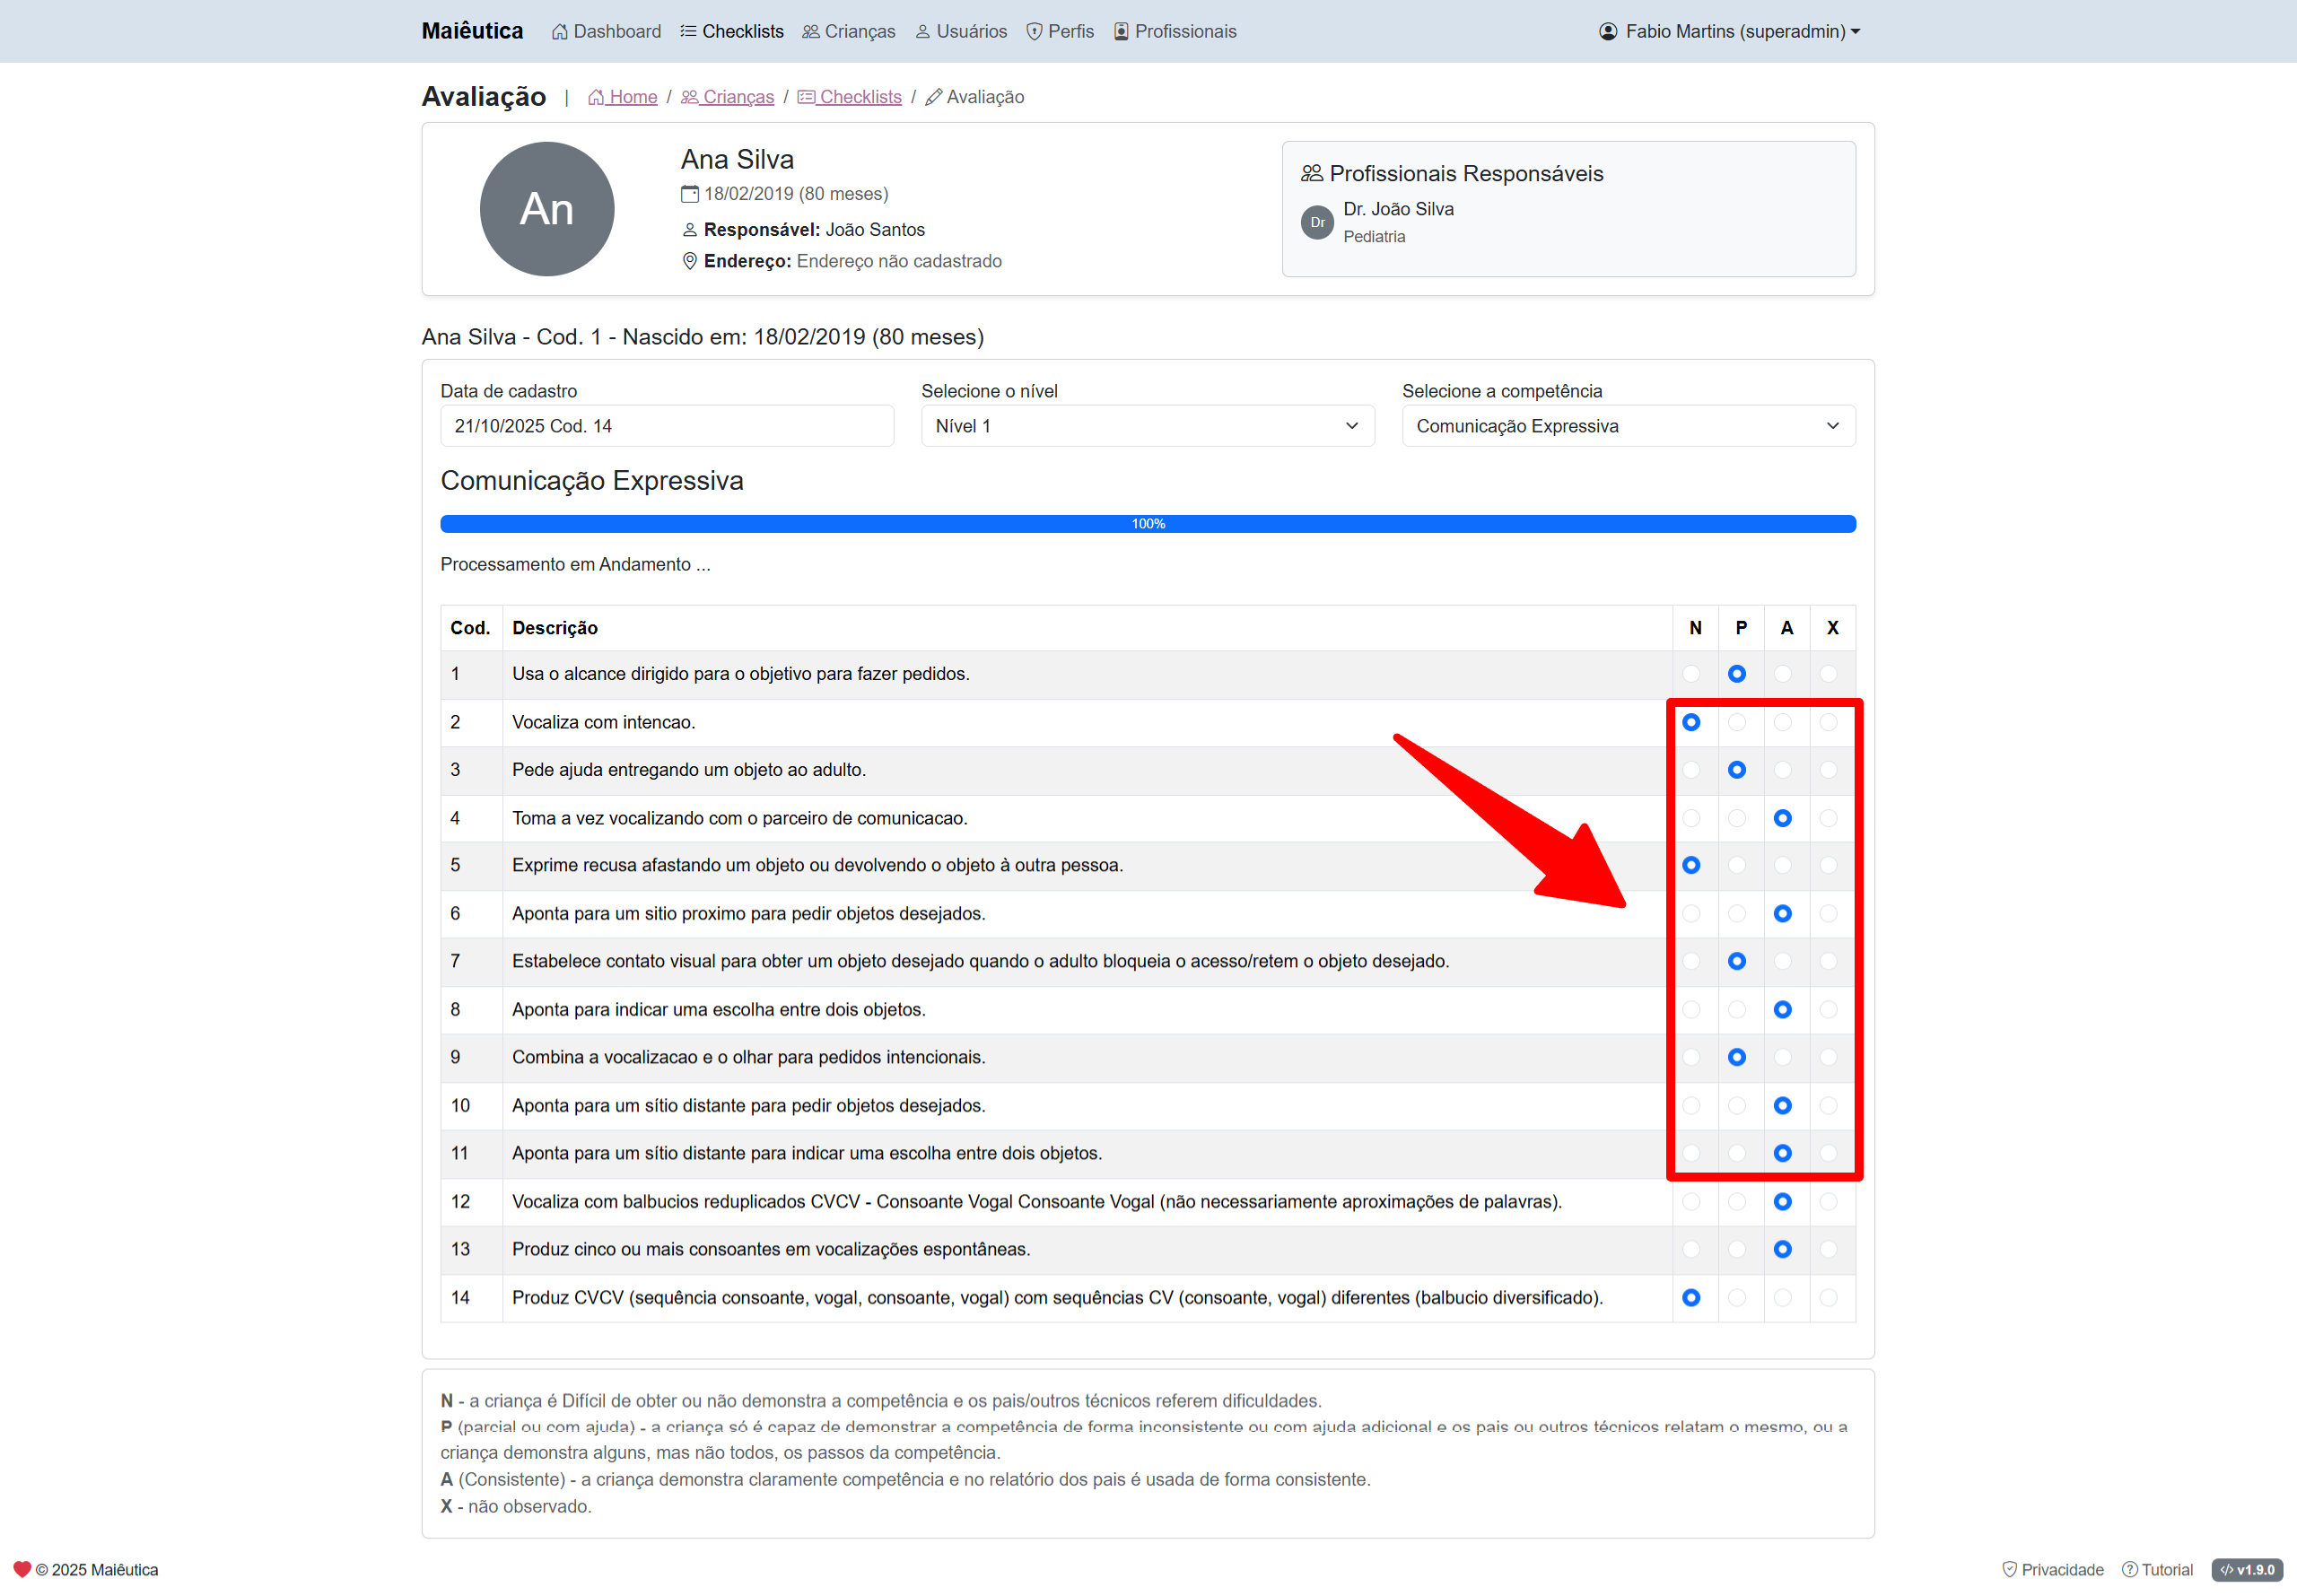 Maiêutica Dashboard Checklists Crianças Usuários Perfis Profissionais Fabio Martins (superadmin)
Avaliação | Home / Crianças / Checklists / Avaliação
An
Ana Silva
18/02/2019 (80 meses)
Responsável: João Santos
Endereço: Endereço não cadastrado
Profissionais Responsáveis
Dr
Dr. João Silva
Pediatria
Ana Silva - Cod. 1 - Nascido em: 18/02/2019 (80 meses)
Data de cadastro
21/10/2025 Cod. 14
Selecione o nível
Nível 1
Selecione a competência
Comunicação Expressiva
Comunicação Expressiva
100%
Processamento em Andamento ...
Cod. Descrição N P A X
1 Usa o alcance dirigido para o objetivo para fazer pedidos.
2 Vocaliza com intencao.
3 Pede ajuda entregando um objeto ao adulto.
4 Toma a vez vocalizando com o parceiro de comunicacao.
5 Exprime recusa afastando um objeto ou devolvendo o objeto à outra pessoa.
6 Aponta para um sitio proximo para pedir objetos desejados.
7 Estabelece contato visual para obter um objeto desejado quando o adulto bloqueia o acesso/retem o objeto desejado.
8 Aponta para indicar uma escolha entre dois objetos.
9 Combina a vocalizacao e o olhar para pedidos intencionais.
10 Aponta para um sítio distante para pedir objetos desejados.
11 Aponta para um sítio distante para indicar uma escolha entre dois objetos.
12 Vocaliza com balbucios reduplicados CVCV - Consoante Vogal Consoante Vogal (não necessariamente aproximações de palavras).
13 Produz cinco ou mais consoantes em vocalizações espontâneas.
14 Produz CVCV (sequência consoante, vogal, consoante, vogal) com sequências CV (consoante, vogal) diferentes (balbucio diversificado).
N - a criança é Difícil de obter ou não demonstra a competência e os pais/outros técnicos referem dificuldades.
P (parcial ou com ajuda) - a criança só é capaz de demonstrar a competência de forma inconsistente ou com ajuda adicional e os pais ou outros técnicos relatam o mesmo, ou a
criança demonstra alguns, mas não todos, os passos da competência.
A (Consistente) - a criança demonstra claramente competência e no relatório dos pais é usada de forma consistente.
X - não observado.
© 2025 Maiêutica
Privacidade Tutorial v1.9.0